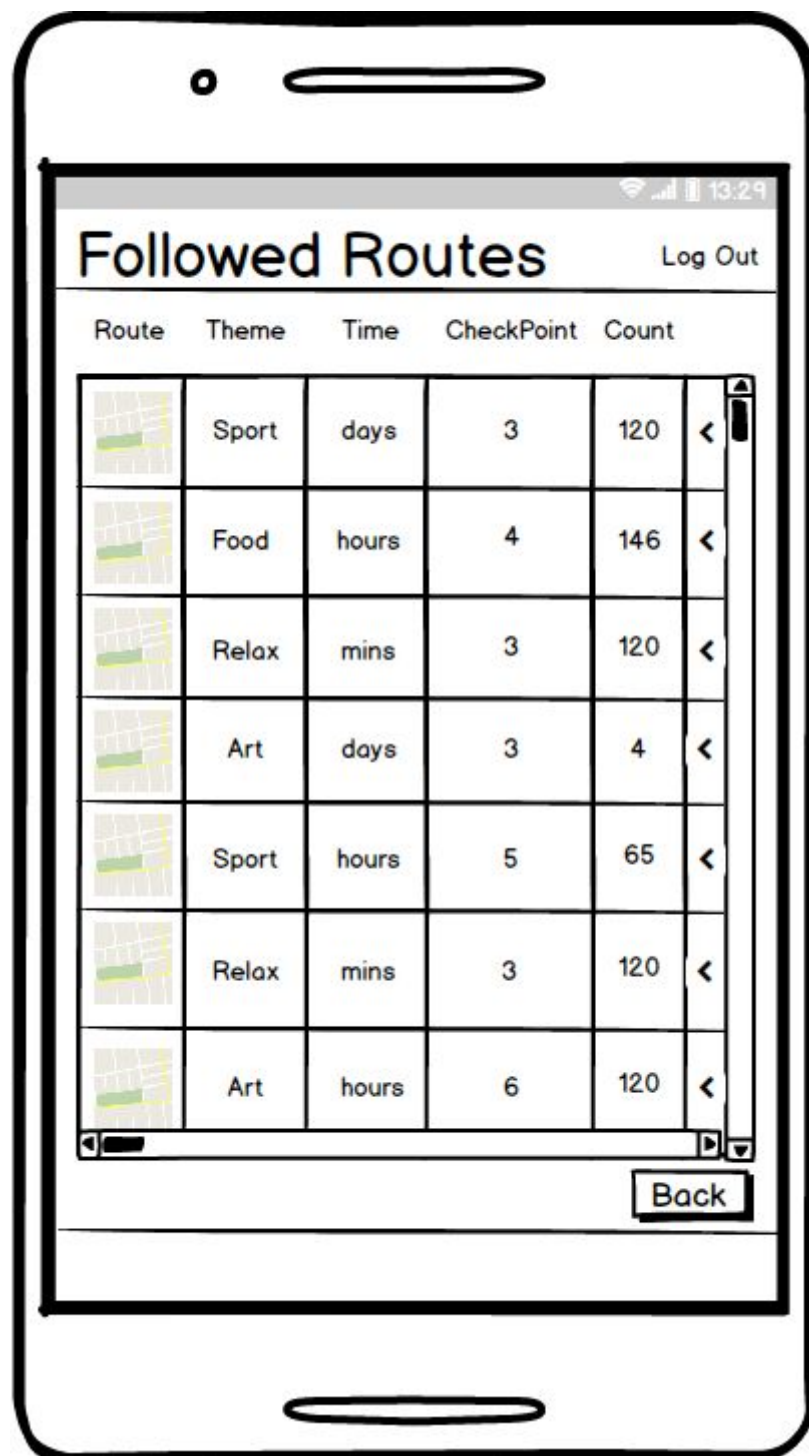 13:29
Followed Routes Log Out
Route Theme Time CheckPoint Count
Sport days 3 120 <
Food hours 4 146 <
Relax mins 3 120 <
Art days 3 4 <
Sport hours 5 65 <
Relax mins 3 120 <
Art hours 6 120 <
Back